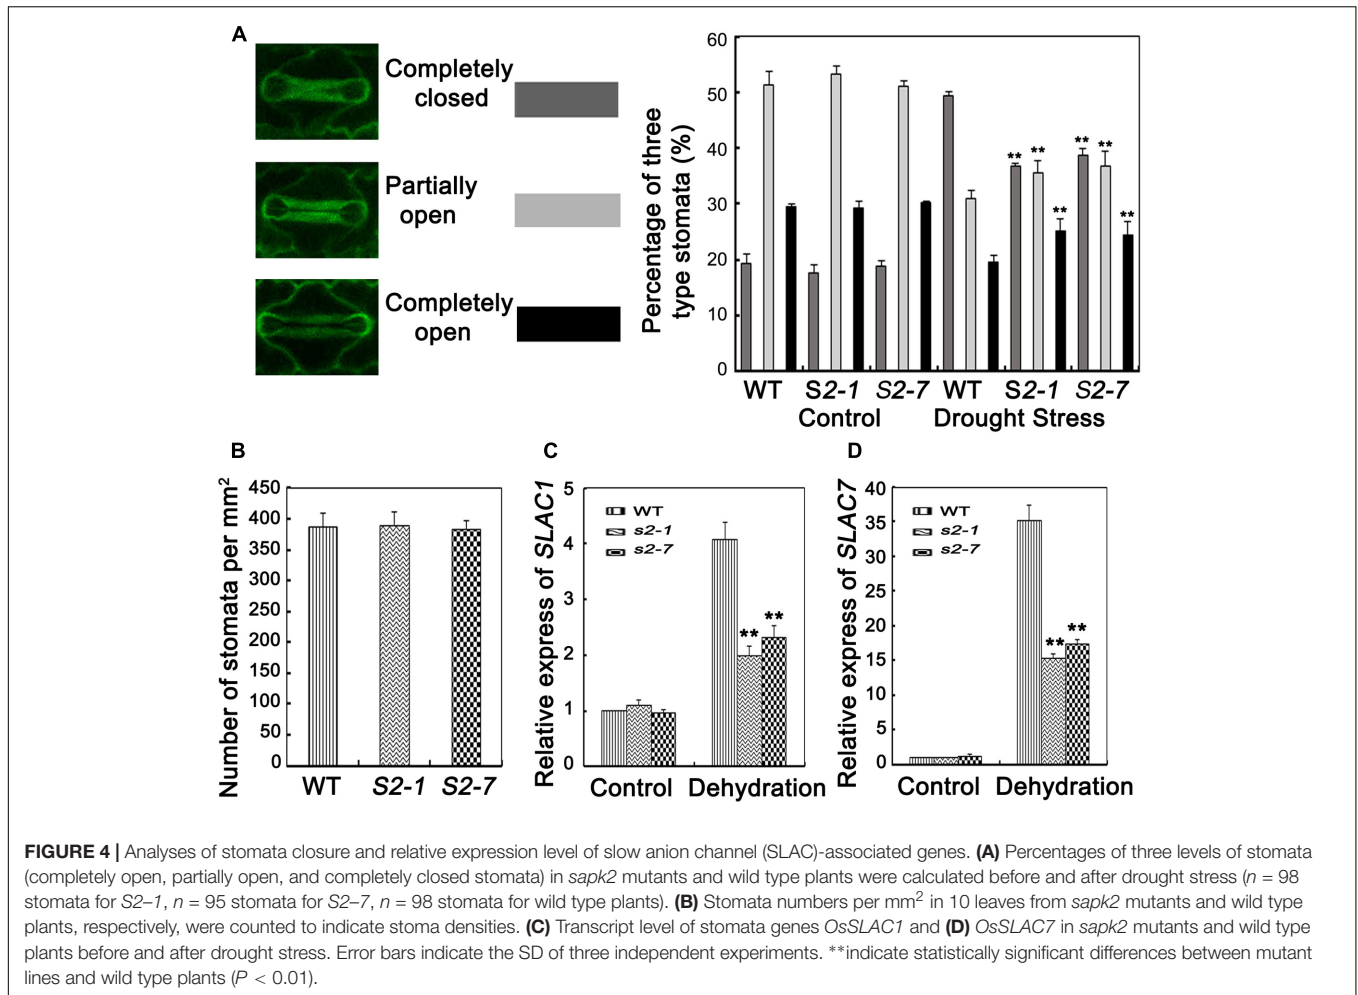 A
Completely
closed
Partially
open
Completely
open
Percentage of three
type stomata (%)
60
50
40
30
20
10
0
** ** ** ** ** **
WT S2-1 S2-7 WT S2-1 S2-7
Control Drought Stress
B
Number of stomata per mm2
450
400
350
300
250
200
150
100
50
0
WT S2-1 S2-7
C
Relative express of SLAC1
5
4
3
2
1
0
WT
s2-1
s2-7
** **
Control Dehydration
D
Relative express of SLAC7
40
35
30
25
20
15
10
5
0
WT
s2-1
s2-7
** **
Control Dehydration
FIGURE 4 | Analyses of stomata closure and relative expression level of slow anion channel (SLAC)-associated genes. (A) Percentages of three levels of stomata
(completely open, partially open, and completely closed stomata) in sapk2 mutants and wild type plants were calculated before and after drought stress (n = 98
stomata for S2–1, n = 95 stomata for S2–7, n = 98 stomata for wild type plants). (B) Stomata numbers per mm2 in 10 leaves from sapk2 mutants and wild type
plants, respectively, were counted to indicate stoma densities. (C) Transcript level of stomata genes OsSLAC1 and (D) OsSLAC7 in sapk2 mutants and wild type
plants before and after drought stress. Error bars indicate the SD of three independent experiments. **indicate statistically significant differences between mutant
lines and wild type plants (P < 0.01).